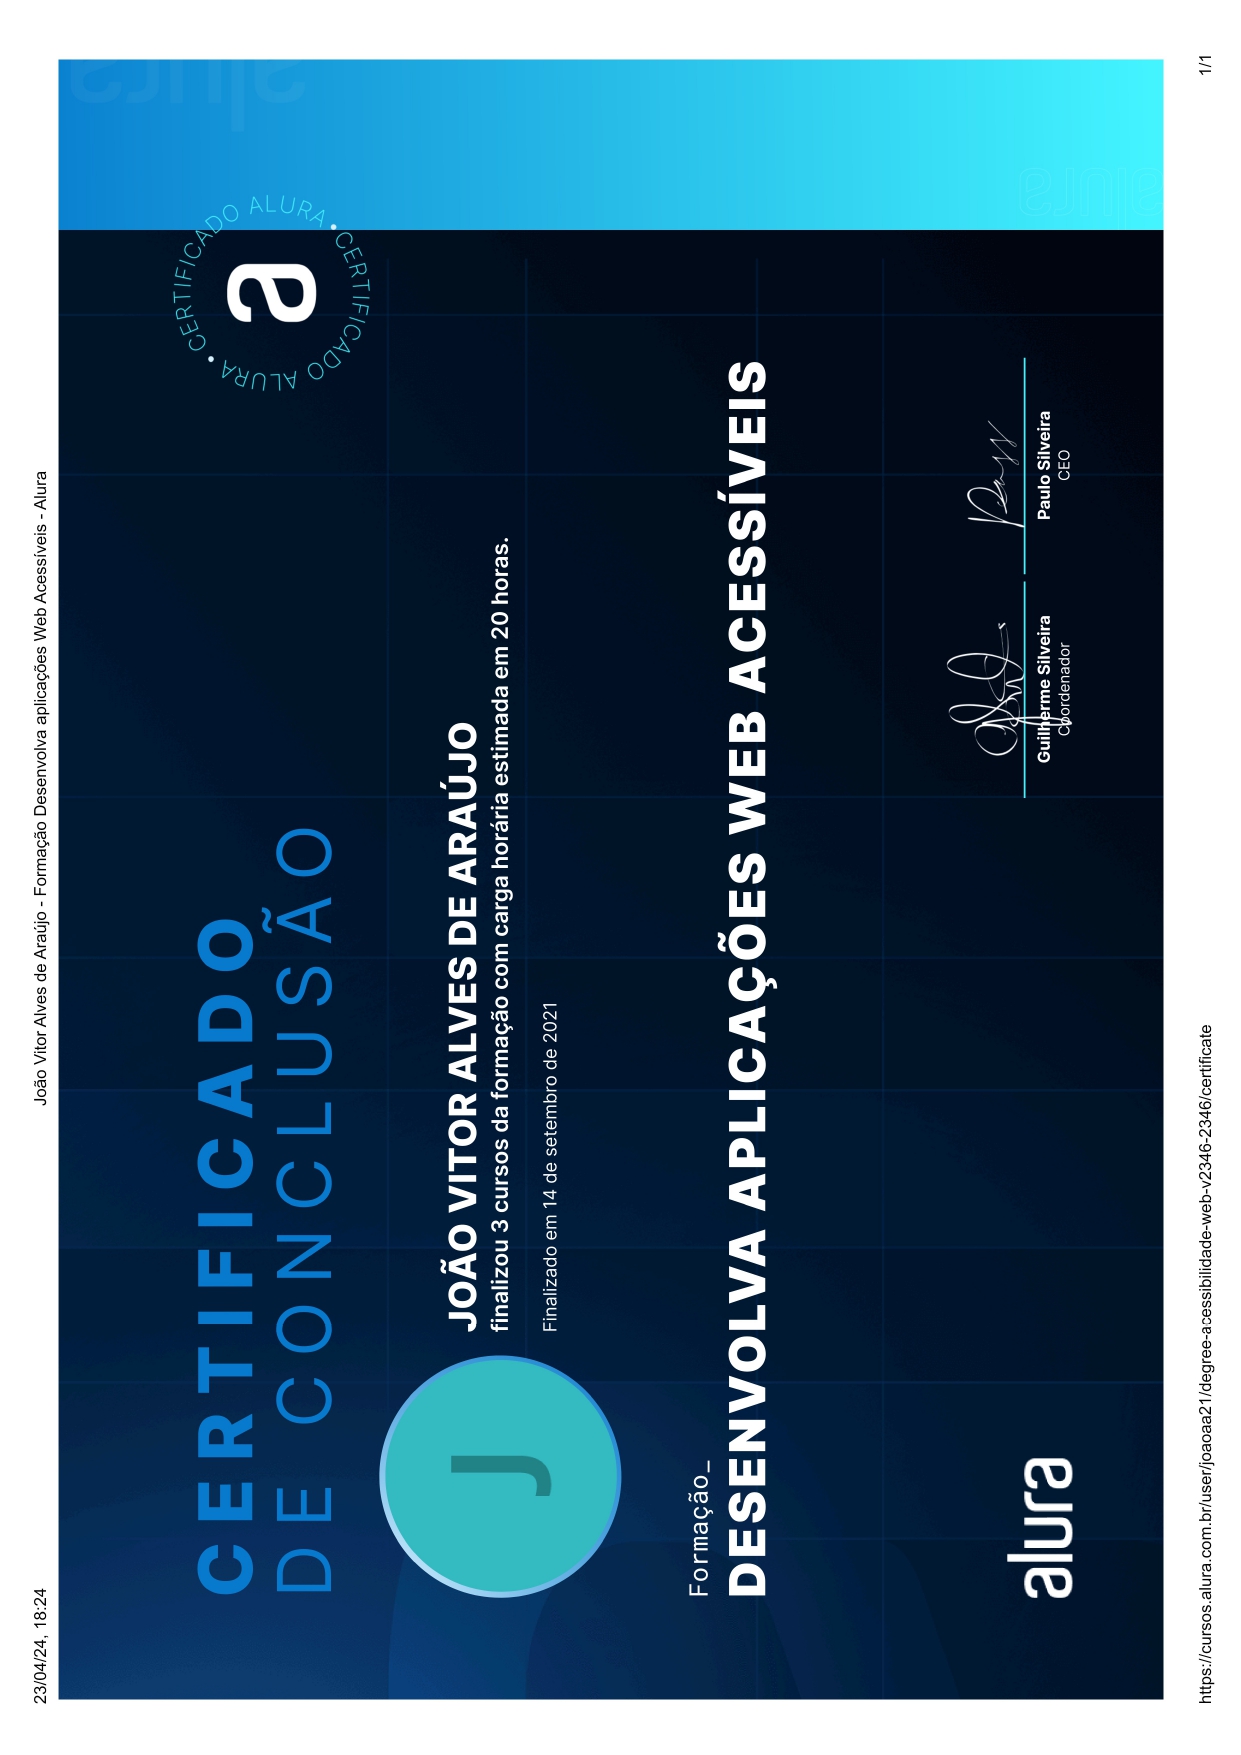 23/04/24, 18:24
João Vitor Alves de Araújo - Formação Desenvolva aplicações Web Acessíveis - Alura
alura
alura
CERTIFICADO ALURA • CERTIFICADO ALURA •
a
CERTIFICADO
DE CONCLUSÃO
J
JOÃO VITOR ALVES DE ARAÚJO
finalizou 3 cursos da formação com carga horária estimada em 20 horas.
Finalizado em 14 de setembro de 2021
Formação_
DESENVOLVA APLICAÇÕES WEB ACESSÍVEIS
alura
Guilherme Silveira
Coordenador
Paulo Silveira
CEO
https://cursos.alura.com.br/user/joaoaa21/degree-acessibilidade-web-v2346-2346/certificate
1/1